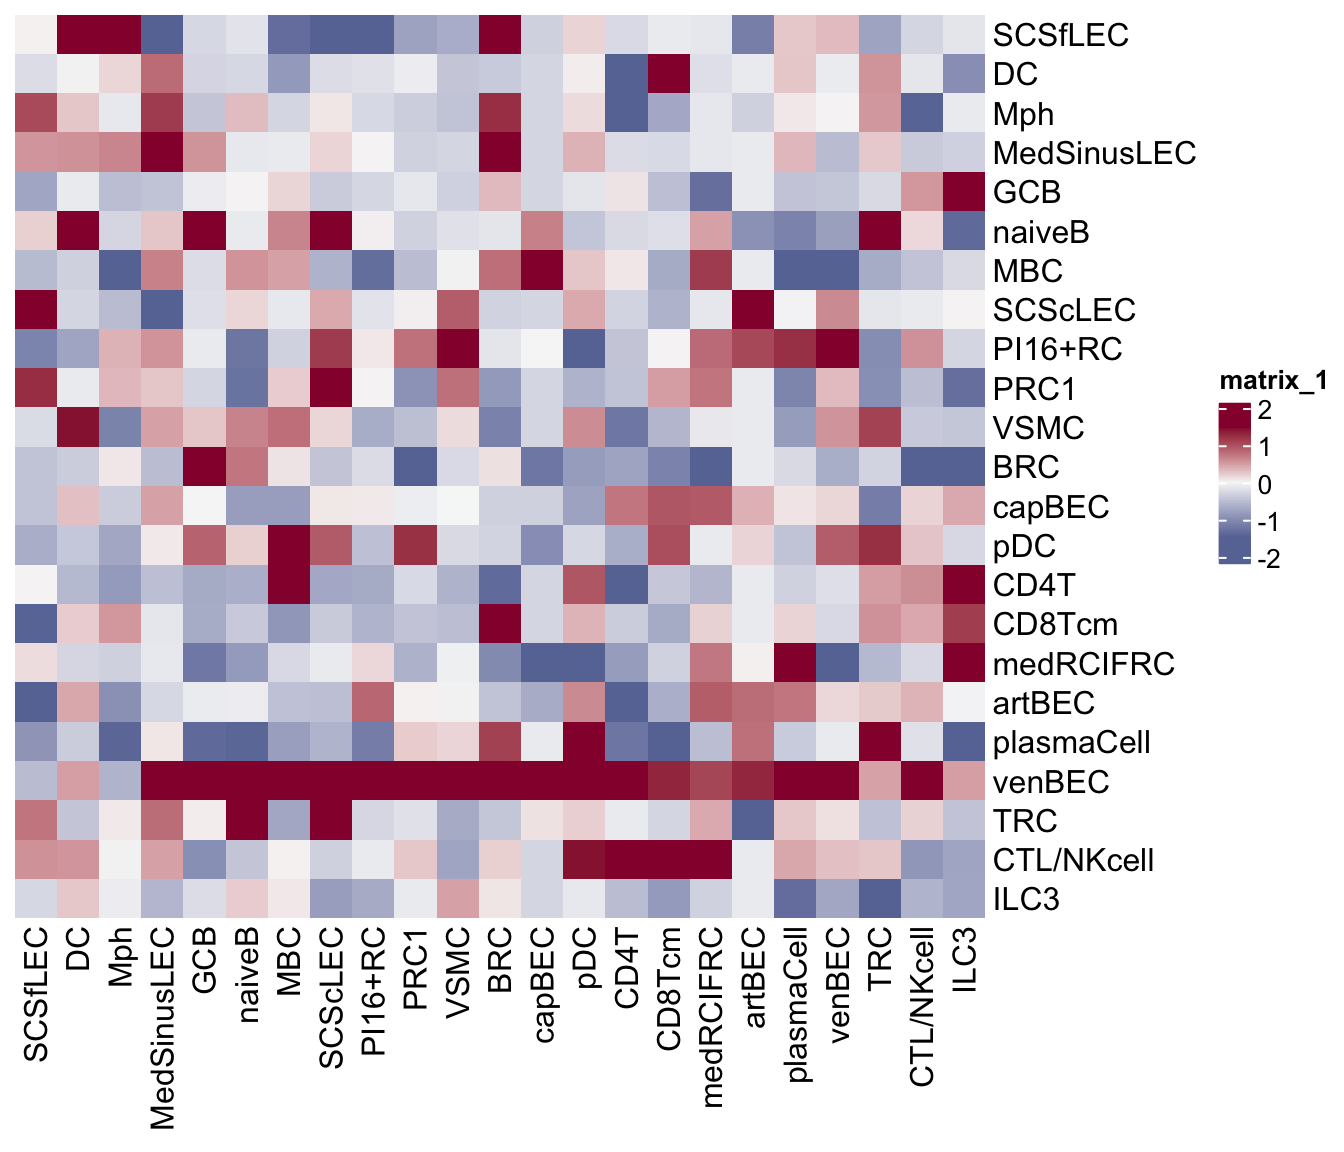 SCSfLEC
DC
Mph
MedSinusLEC
GCB
naiveB
MBC
SCScLEC
PI16+RC
PRC1
VSMC
BRC
capBEC
pDC
CD4T
CD8Tcm
medRCIFRC
artBEC
plasmaCell
venBEC
TRC
CTL/NKcell
ILC3
matrix_1
2
1
0
-1
-2
SCSfLEC
DC
Mph
MedSinusLEC
GCB
naiveB
MBC
SCScLEC
PI16+RC
PRC1
VSMC
BRC
capBEC
pDC
CD4T
CD8Tcm
medRCIFRC
artBEC
plasmaCell
venBEC
TRC
CTL/NKcell
ILC3